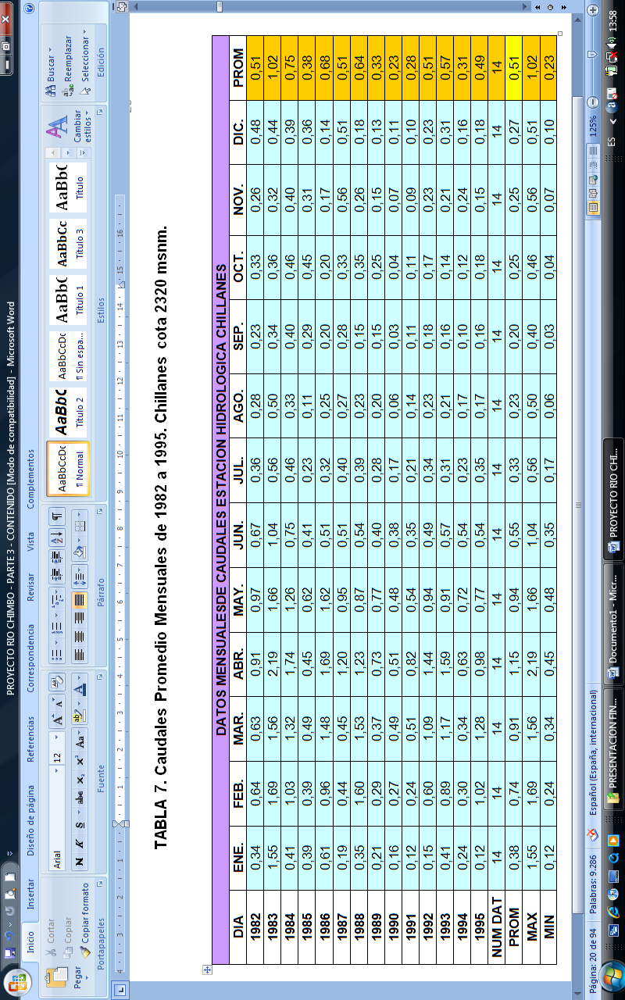 PROYECTO RIO CHIMBO - PARTE 3 - CONTENIDO [Modo de compatibilidad] - Microsoft Word
Inicio Insertar Diseño de página Referencias Correspondencia Revisar Vista Complementos
Pegar
Cortar
Copiar
Copiar formato
Portapapeles
Arial 12
N K S abc x₂ x² Aa
Fuente
Párrafo
AaBbCcDc AaBbC AaBbCcDc AaBbC AaBbCc AaBbC
¶ Normal Título 2 ¶ Sin espa... Título 1 Título 3 Título
Cambiar estilos
Estilos
Buscar
Reemplazar
Seleccionar
Edición
TABLA 7. Caudales Promedio Mensuales de 1982 a 1995. Chillanes cota 2320 msnm.
DATOS MENSUALESDE CAUDALES ESTACION HIDROLOGICA CHILLANES
DIA ENE. FEB. MAR. ABR. MAY. JUN. JUL. AGO. SEP. OCT. NOV. DIC. PROM
1982 0,34 0,64 0,63 0,91 0,97 0,67 0,36 0,28 0,23 0,33 0,26 0,48 0,51
1983 1,55 1,69 1,56 2,19 1,66 1,04 0,56 0,50 0,34 0,36 0,32 0,44 1,02
1984 0,41 1,03 1,32 1,74 1,26 0,75 0,46 0,33 0,40 0,46 0,40 0,39 0,75
1985 0,39 0,39 0,49 0,45 0,62 0,41 0,23 0,11 0,29 0,45 0,31 0,36 0,38
1986 0,61 0,96 1,48 1,69 1,62 0,51 0,32 0,25 0,20 0,20 0,17 0,14 0,68
1987 0,19 0,44 0,45 1,20 0,95 0,51 0,40 0,27 0,28 0,33 0,56 0,51 0,51
1988 0,35 1,60 1,53 1,23 0,87 0,54 0,39 0,23 0,15 0,35 0,26 0,18 0,64
1989 0,21 0,29 0,37 0,73 0,77 0,40 0,28 0,20 0,15 0,25 0,15 0,13 0,33
1990 0,16 0,27 0,49 0,51 0,48 0,38 0,17 0,06 0,03 0,04 0,07 0,11 0,23
1991 0,12 0,24 0,51 0,82 0,54 0,35 0,21 0,14 0,11 0,11 0,09 0,10 0,28
1992 0,15 0,60 1,09 1,44 0,94 0,49 0,34 0,23 0,18 0,17 0,23 0,23 0,51
1993 0,41 0,89 1,17 1,59 0,91 0,57 0,31 0,21 0,16 0,14 0,21 0,31 0,57
1994 0,24 0,30 0,34 0,63 0,72 0,54 0,23 0,17 0,10 0,12 0,24 0,16 0,31
1995 0,12 1,02 1,28 0,98 0,77 0,54 0,35 0,17 0,16 0,18 0,15 0,18 0,49
NUM DAT 14 14 14 14 14 14 14 14 14 14 14 14 14
PROM 0,38 0,74 0,91 1,15 0,94 0,55 0,33 0,23 0,20 0,25 0,25 0,27 0,51
MAX 1,55 1,69 1,56 2,19 1,66 1,04 0,56 0,50 0,40 0,46 0,56 0,51 1,02
MIN 0,12 0,24 0,34 0,45 0,48 0,35 0,17 0,06 0,03 0,04 0,07 0,10 0,23
Página: 20 de 94 Palabras: 9.286 Español (España, internacional) 125%
PRESENTACION FIN... Documento1 - Micr... PROYECTO RIO CHI... ES 13:58